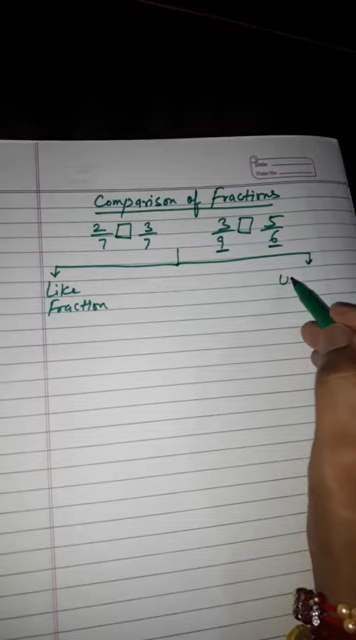 Date:
Page No:
Comparison of Fractions
2/7 □ 3/7 3/9 □ 5/6
Like
Fraction
U